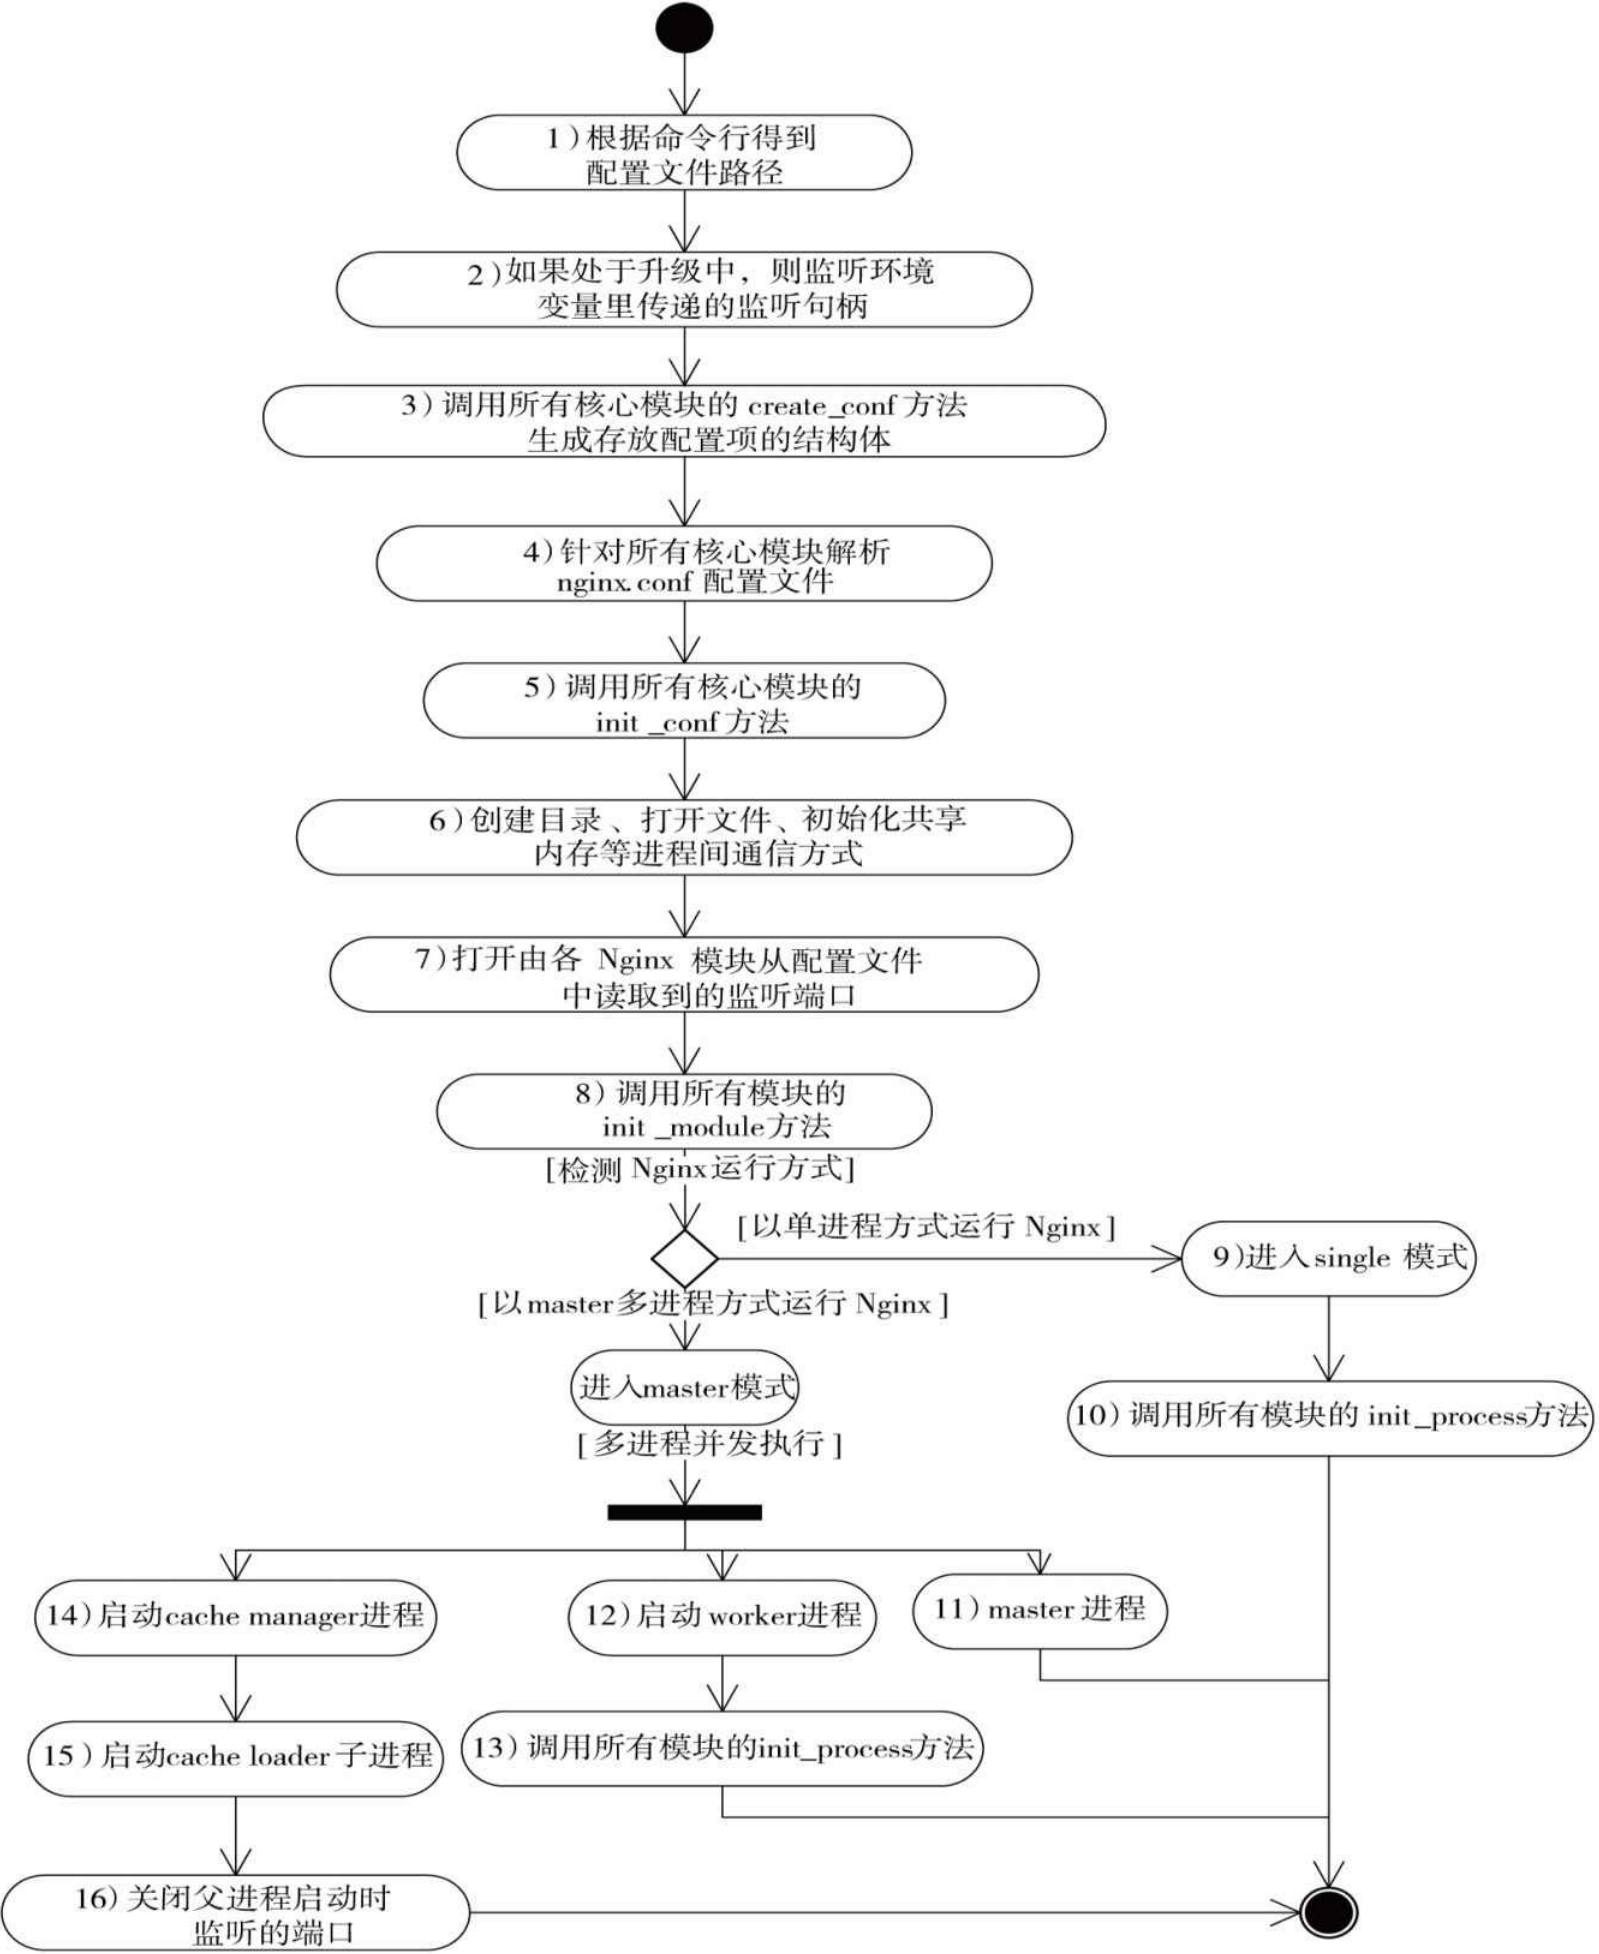 1)根据命令行得到
配置文件路径
2)如果处于升级中，则监听环境
变量里传递的监听句柄
3)调用所有核心模块的 create_conf 方法
生成存放配置项的结构体
4)针对所有核心模块解析
nginx.conf 配置文件
5)调用所有核心模块的
init _conf 方法
6)创建目录、打开文件、初始化共享
内存等进程间通信方式
7)打开由各 Nginx 模块从配置文件
中读取到的监听端口
8)调用所有模块的
init _module方法
[检测 Nginx运行方式]
[以单进程方式运行 Nginx]
9)进入single 模式
[以master多进程方式运行 Nginx]
进入master模式
10)调用所有模块的 init_process方法
[多进程并发执行]
14)启动cache manager进程
12)启动 worker进程
11) master 进程
15)启动cache loader 子进程
13)调用所有模块的init_process方法
16)关闭父进程启动时
监听的端口